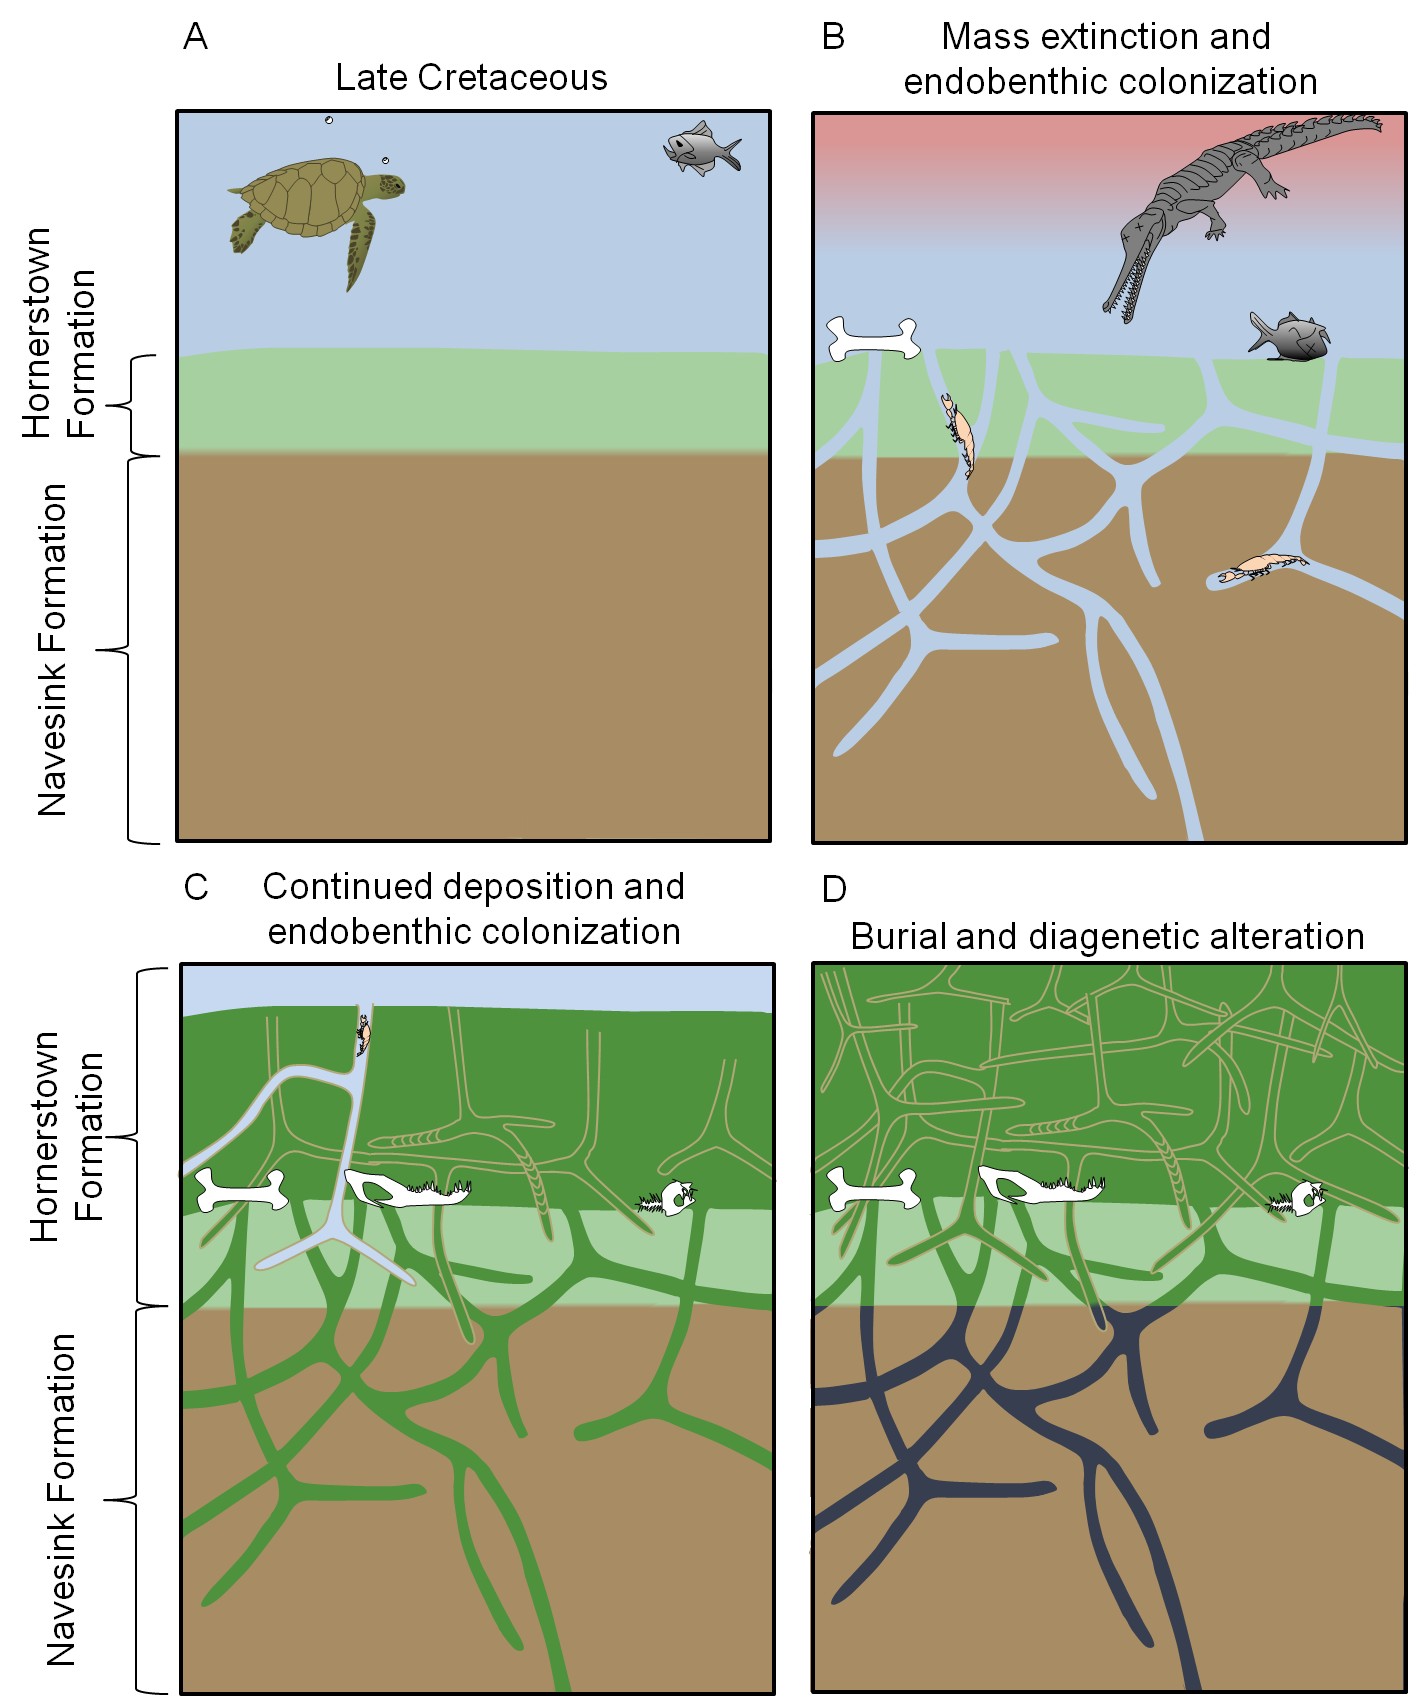 A
Late Cretaceous
B
Mass extinction and
endobenthic colonization
Hornerstown
Formation
Navesink Formation
C
Continued deposition and
endobenthic colonization
D
Burial and diagenetic alteration
Hornerstown
Formation
Navesink Formation